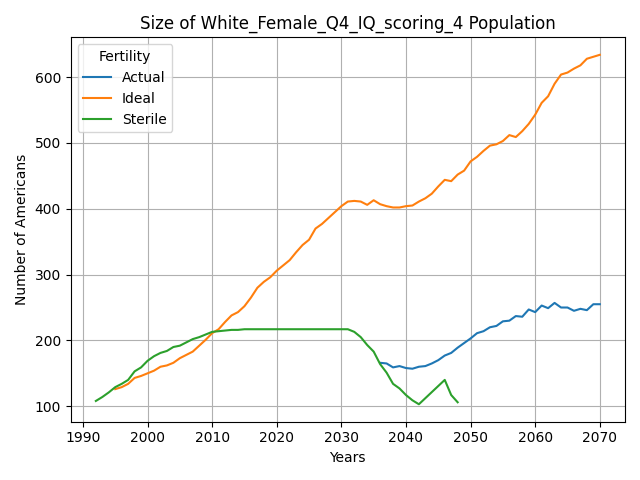 Size of White_Female_Q4_IQ_scoring_4 Population
Fertility
Actual
Ideal
Sterile
Number of Americans
600
500
400
300
200
100
1990 2000 2010 2020 2030 2040 2050 2060 2070
Years